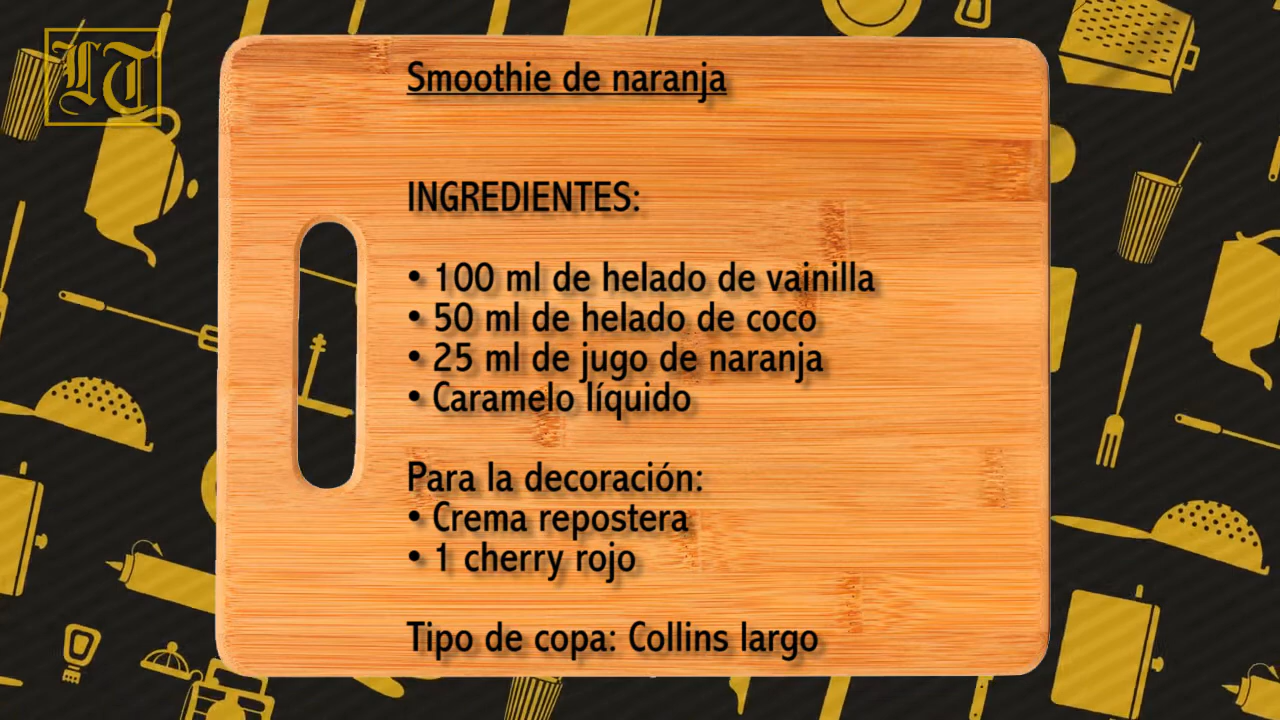 LT
Smoothie de naranja
INGREDIENTES:
• 100 ml de helado de vainilla
• 50 ml de helado de coco
• 25 ml de jugo de naranja
• Caramelo líquido
Para la decoración:
• Crema repostera
• 1 cherry rojo
Tipo de copa: Collins largo